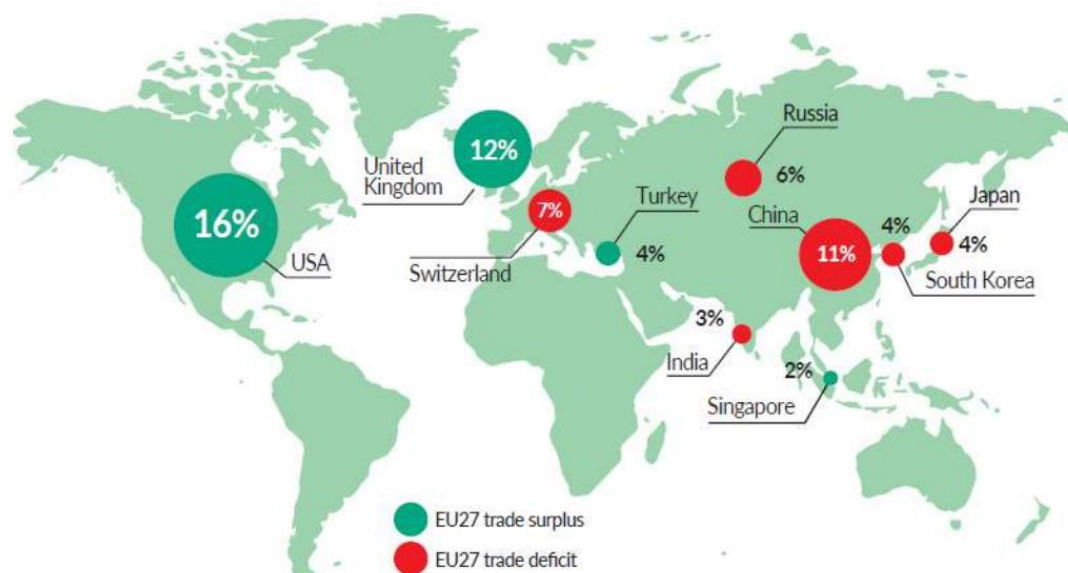 16%
USA
12%
United
Kingdom
7%
Switzerland
Turkey
4%
Russia
6%
China
11%
4%
South Korea
Japan
4%
3%
India
2%
Singapore
EU27 trade surplus
EU27 trade deficit